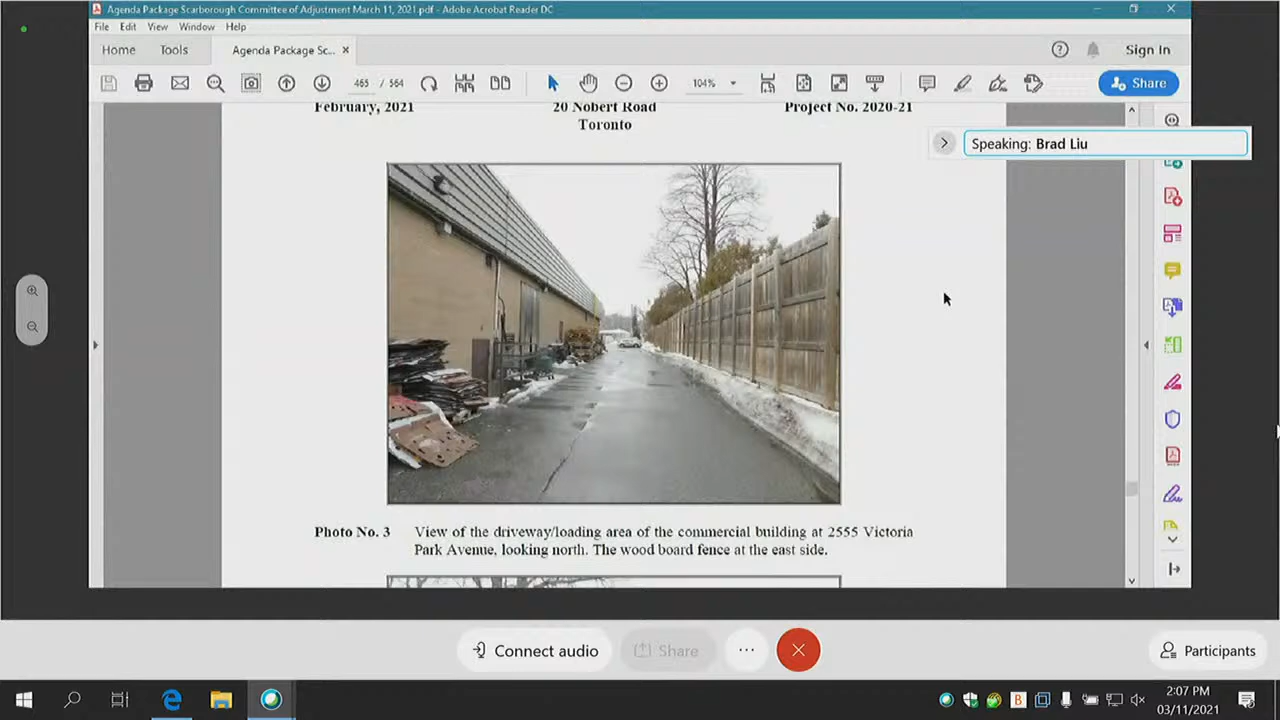 Agenda Package Scarborough Committee of Adjustment March 11, 2021.pdf - Adobe Acrobat Reader DC
File Edit View Window Help
Home Tools Agenda Package Sc... × Sign In
465 / 564 104% Share
February, 2021 20 Nobert Road Project No. 2020-21
Toronto
Speaking: Brad Liu
Photo No. 3 View of the driveway/loading area of the commercial building at 2555 Victoria
Park Avenue, looking north. The wood board fence at the east side.
Connect audio Share Participants
2:07 PM
03/11/2021